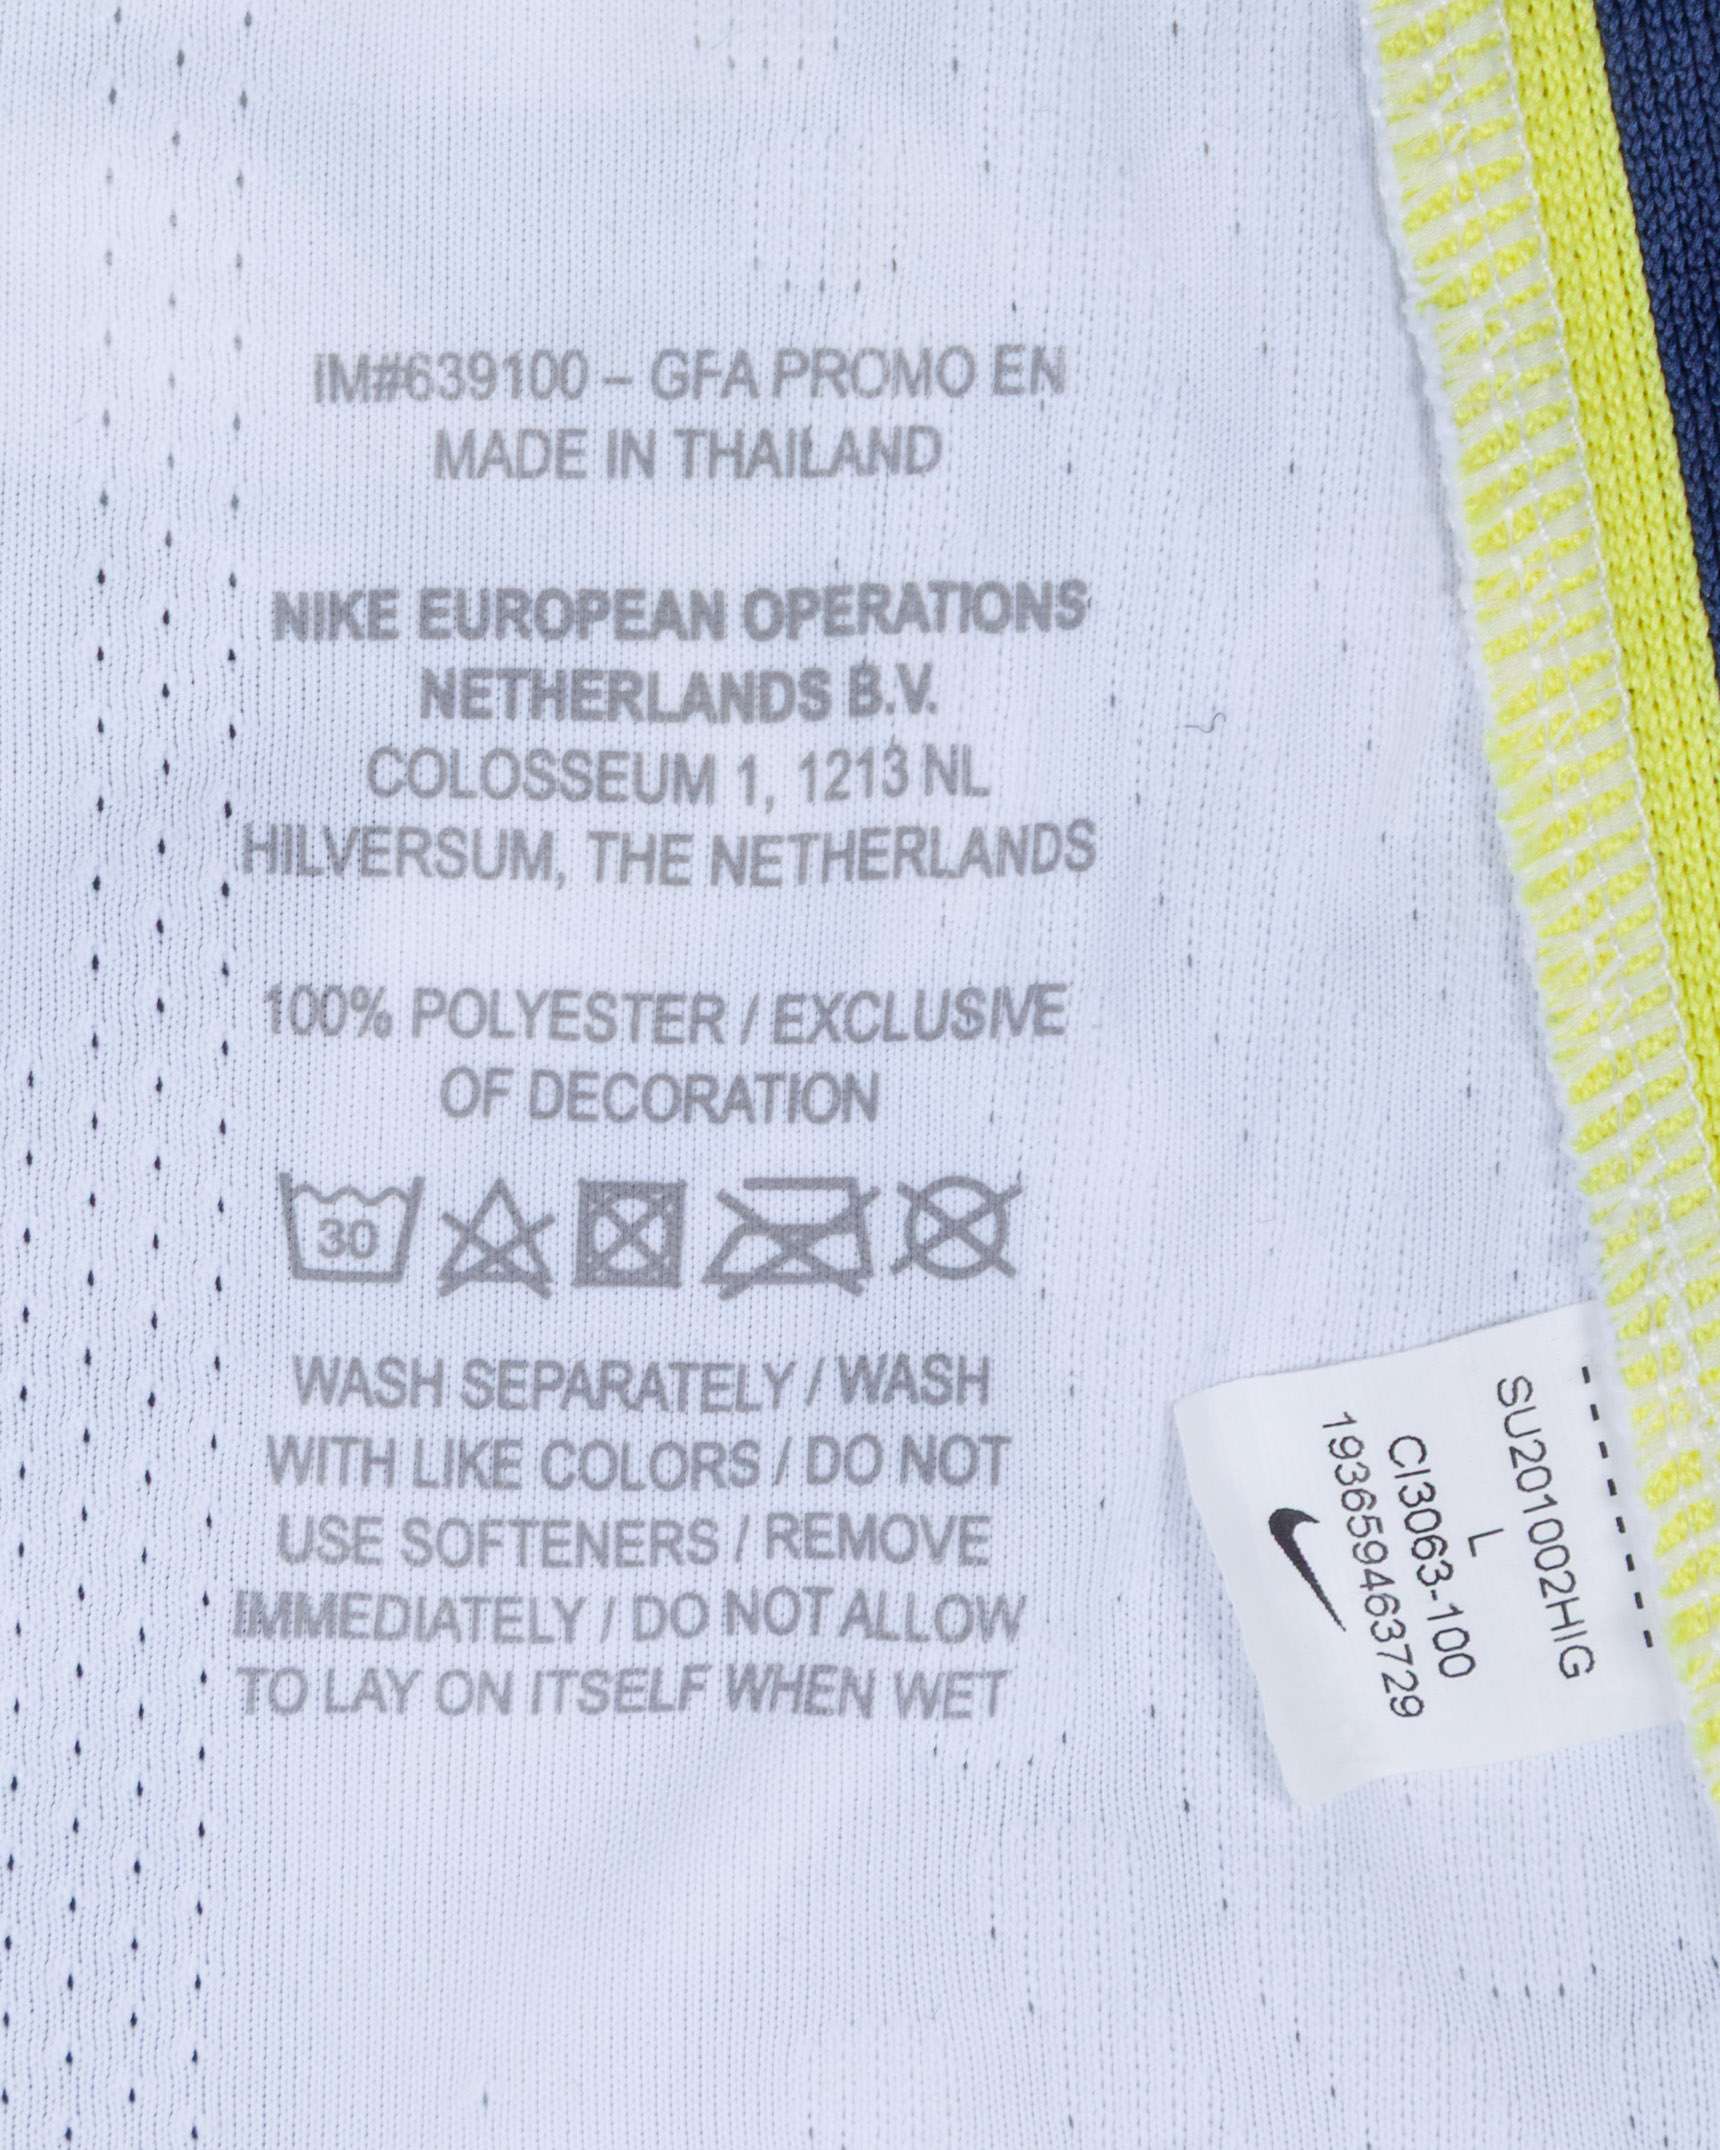 IM#639100 – GFA PROMO EN
MADE IN THAILAND
NIKE EUROPEAN OPERATIONS
NETHERLANDS B.V.
COLOSSEUM 1, 1213 NL
HILVERSUM, THE NETHERLANDS
100% POLYESTER / EXCLUSIVE
OF DECORATION
30
WASH SEPARATELY / WASH
WITH LIKE COLORS / DO NOT
USE SOFTENERS / REMOVE
IMMEDIATELY / DO NOT ALLOW
TO LAY ON ITSELF WHEN WET
SU201002HIG
L
CI3063-100
193659463729